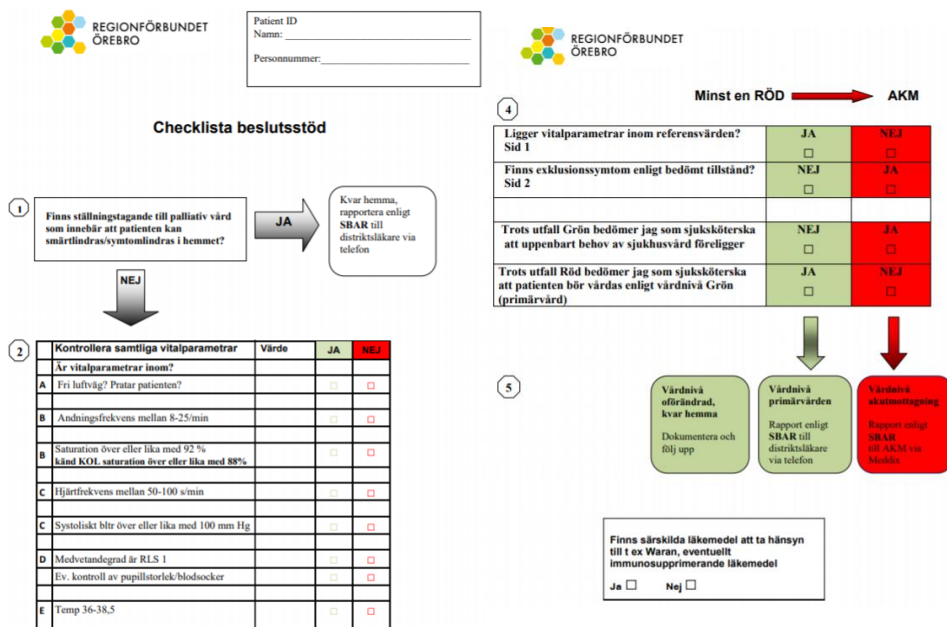 REGIONFÖRBUNDET
ÖREBRO
Patient ID
Namn:
Personnummer:
Checklista beslutsstöd
1
Finns ställningstagande till palliativ vård
som innebär att patienten kan
smärtlindras/symtomlindras i hemmet?
JA
Kvar hemma,
rapportera enligt
SBAR till
distriktsläkare via
telefon
NEJ
2
Kontrollera samtliga vitalparametrar Värde JA NEJ
Är vitalparametrar inom?
A Fri luftväg? Pratar patienten?
B Andningsfrekvens mellan 8-25/min
B Saturation över eller lika med 92 %
känd KOL saturation över eller lika med 88%
C Hjärtfrekvens mellan 50-100 s/min
C Systoliskt bltr över eller lika med 100 mm Hg
D Medvetandegrad är RLS 1
Ev. kontroll av pupillstorlek/blodsocker
E Temp 36-38,5
REGIONFÖRBUNDET
ÖREBRO
Minst en RÖD AKM
4
Ligger vitalparametrar inom referensvärden? JA NEJ
Sid 1
Finns exklusionssymtom enligt bedömt tillstånd? NEJ JA
Sid 2
Trots utfall Grön bedömer jag som sjuksköterska NEJ JA
att uppenbart behov av sjukhusvård föreligger
Trots utfall Röd bedömer jag som sjuksköterska JA NEJ
att patienten bör vårdas enligt vårdnivå Grön
(primärvård)
5
Vårdnivå
oförändrad,
kvar hemma
Dokumentera och
följ upp
Vårdnivå
primärvården
Rapport enligt
SBAR till
distriktsläkare
via telefon
Vårdnivå
akutmottagning
Rapport enligt
SBAR
till AKM via
Meddix
Finns särskilda läkemedel att ta hänsyn
till t ex Waran, eventuellt
immunosupprimerande läkemedel
Ja Nej